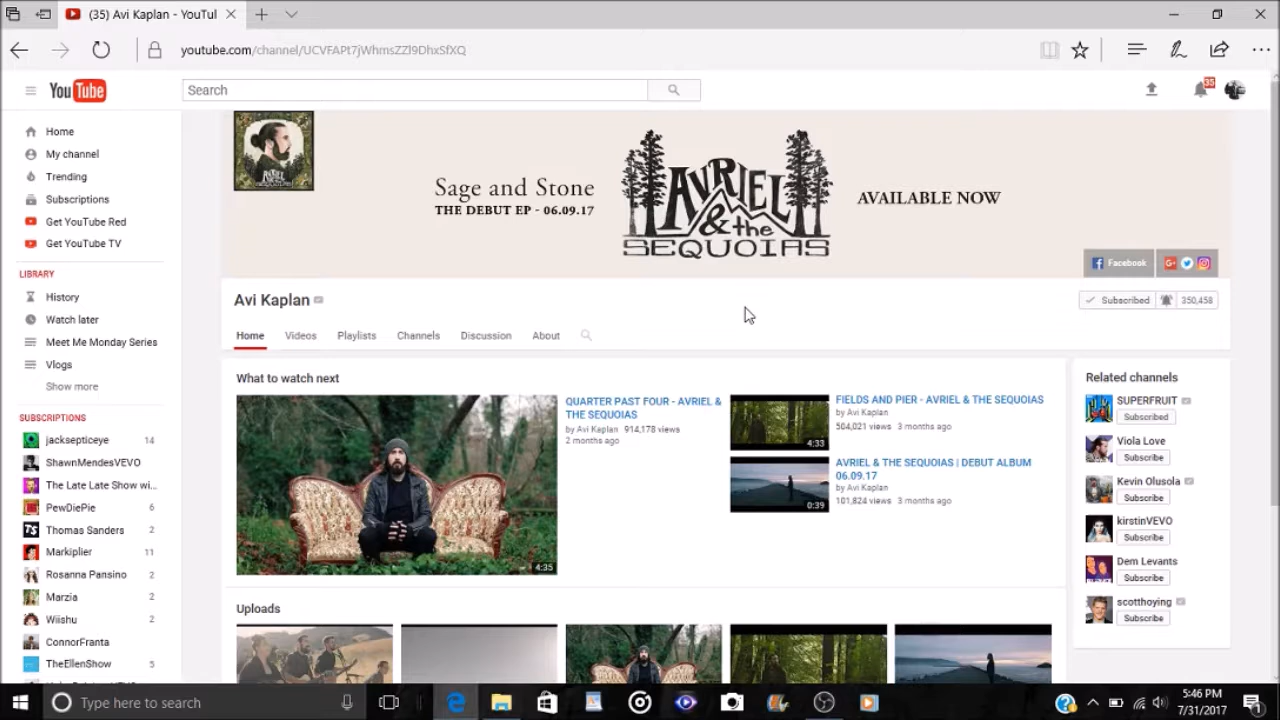 (35) Avi Kaplan - YouTul
youtube.com/channel/UCVFAPt7jWhmsZZl9DhxSfXQ
YouTube
Search
35
Home
My channel
Trending
Subscriptions
Get YouTube Red
Get YouTube TV
LIBRARY
History
Watch later
Meet Me Monday Series
Vlogs
Show more
SUBSCRIPTIONS
jacksepticeye 14
ShawnMendesVEVO
The Late Late Show wi...
PewDiePie 6
Thomas Sanders 2
Markiplier 11
Rosanna Pansino 2
Marzia 2
Wiishu 2
ConnorFranta
TheEllenShow 5
AVRIEL
SEQUOIAS
Sage and Stone
THE DEBUT EP - 06.09.17
AVRIEL
& the
SEQUOIAS
AVAILABLE NOW
Facebook
Avi Kaplan
Subscribed 350,458
Home Videos Playlists Channels Discussion About
What to watch next
4:35
QUARTER PAST FOUR - AVRIEL &
THE SEQUOIAS
by Avi Kaplan 914,178 views
2 months ago
4:33
FIELDS AND PIER - AVRIEL & THE SEQUOIAS
by Avi Kaplan
504,021 views 3 months ago
0:39
AVRIEL & THE SEQUOIAS | DEBUT ALBUM
06.09.17
by Avi Kaplan
101,824 views 3 months ago
Uploads
Related channels
SUPERFRUIT
Subscribed
Viola Love
Subscribe
Kevin Olusola
Subscribe
kirstinVEVO
Subscribe
Dem Levants
Subscribe
scotthoying
Subscribe
Type here to search
5:46 PM
7/31/2017